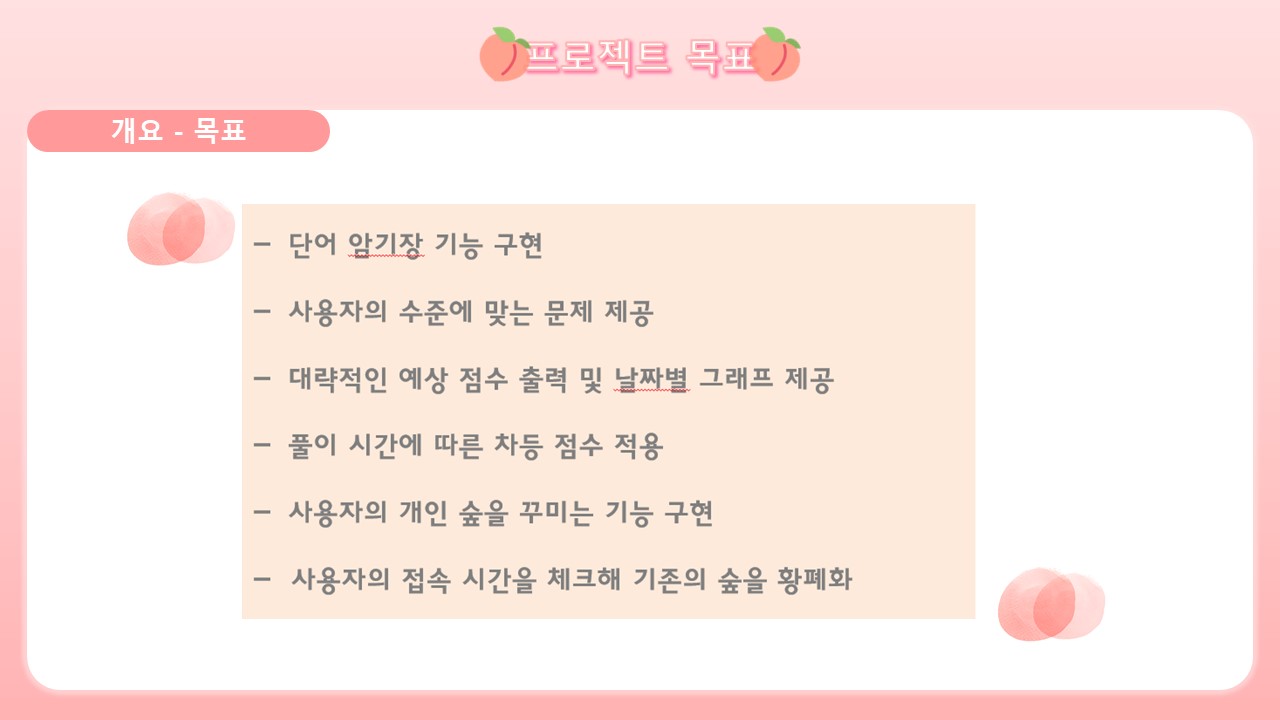 프로젝트 목표
개요 - 목표
– 단어 암기장 기능 구현
– 사용자의 수준에 맞는 문제 제공
– 대략적인 예상 점수 출력 및 날짜별 그래프 제공
– 풀이 시간에 따른 차등 점수 적용
– 사용자의 개인 숲을 꾸미는 기능 구현
– 사용자의 접속 시간을 체크해 기존의 숲을 황폐화